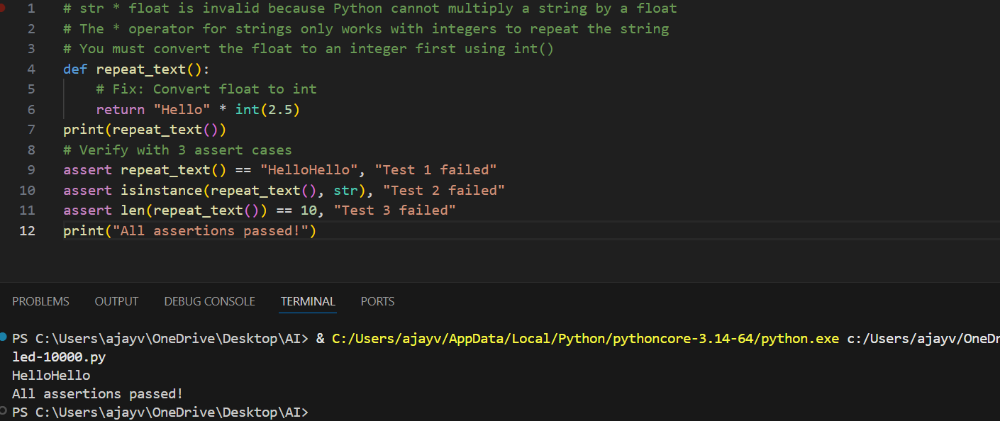 1 # str * float is invalid because Python cannot multiply a string by a float
2 # The * operator for strings only works with integers to repeat the string
3 # You must convert the float to an integer first using int()
4 def repeat_text():
5     # Fix: Convert float to int
6     return "Hello" * int(2.5)
7 print(repeat_text())
8 # Verify with 3 assert cases
9 assert repeat_text() == "HelloHello", "Test 1 failed"
10 assert isinstance(repeat_text(), str), "Test 2 failed"
11 assert len(repeat_text()) == 10, "Test 3 failed"
12 print("All assertions passed!")
PROBLEMS OUTPUT DEBUG CONSOLE TERMINAL PORTS
PS C:\Users\ajayv\OneDrive\Desktop\AI> & C:/Users/ajayv/AppData/Local/Python/pythoncore-3.14-64/python.exe c:/Users/ajayv/OneDr
led-10000.py
HelloHello
All assertions passed!
PS C:\Users\ajayv\OneDrive\Desktop\AI>